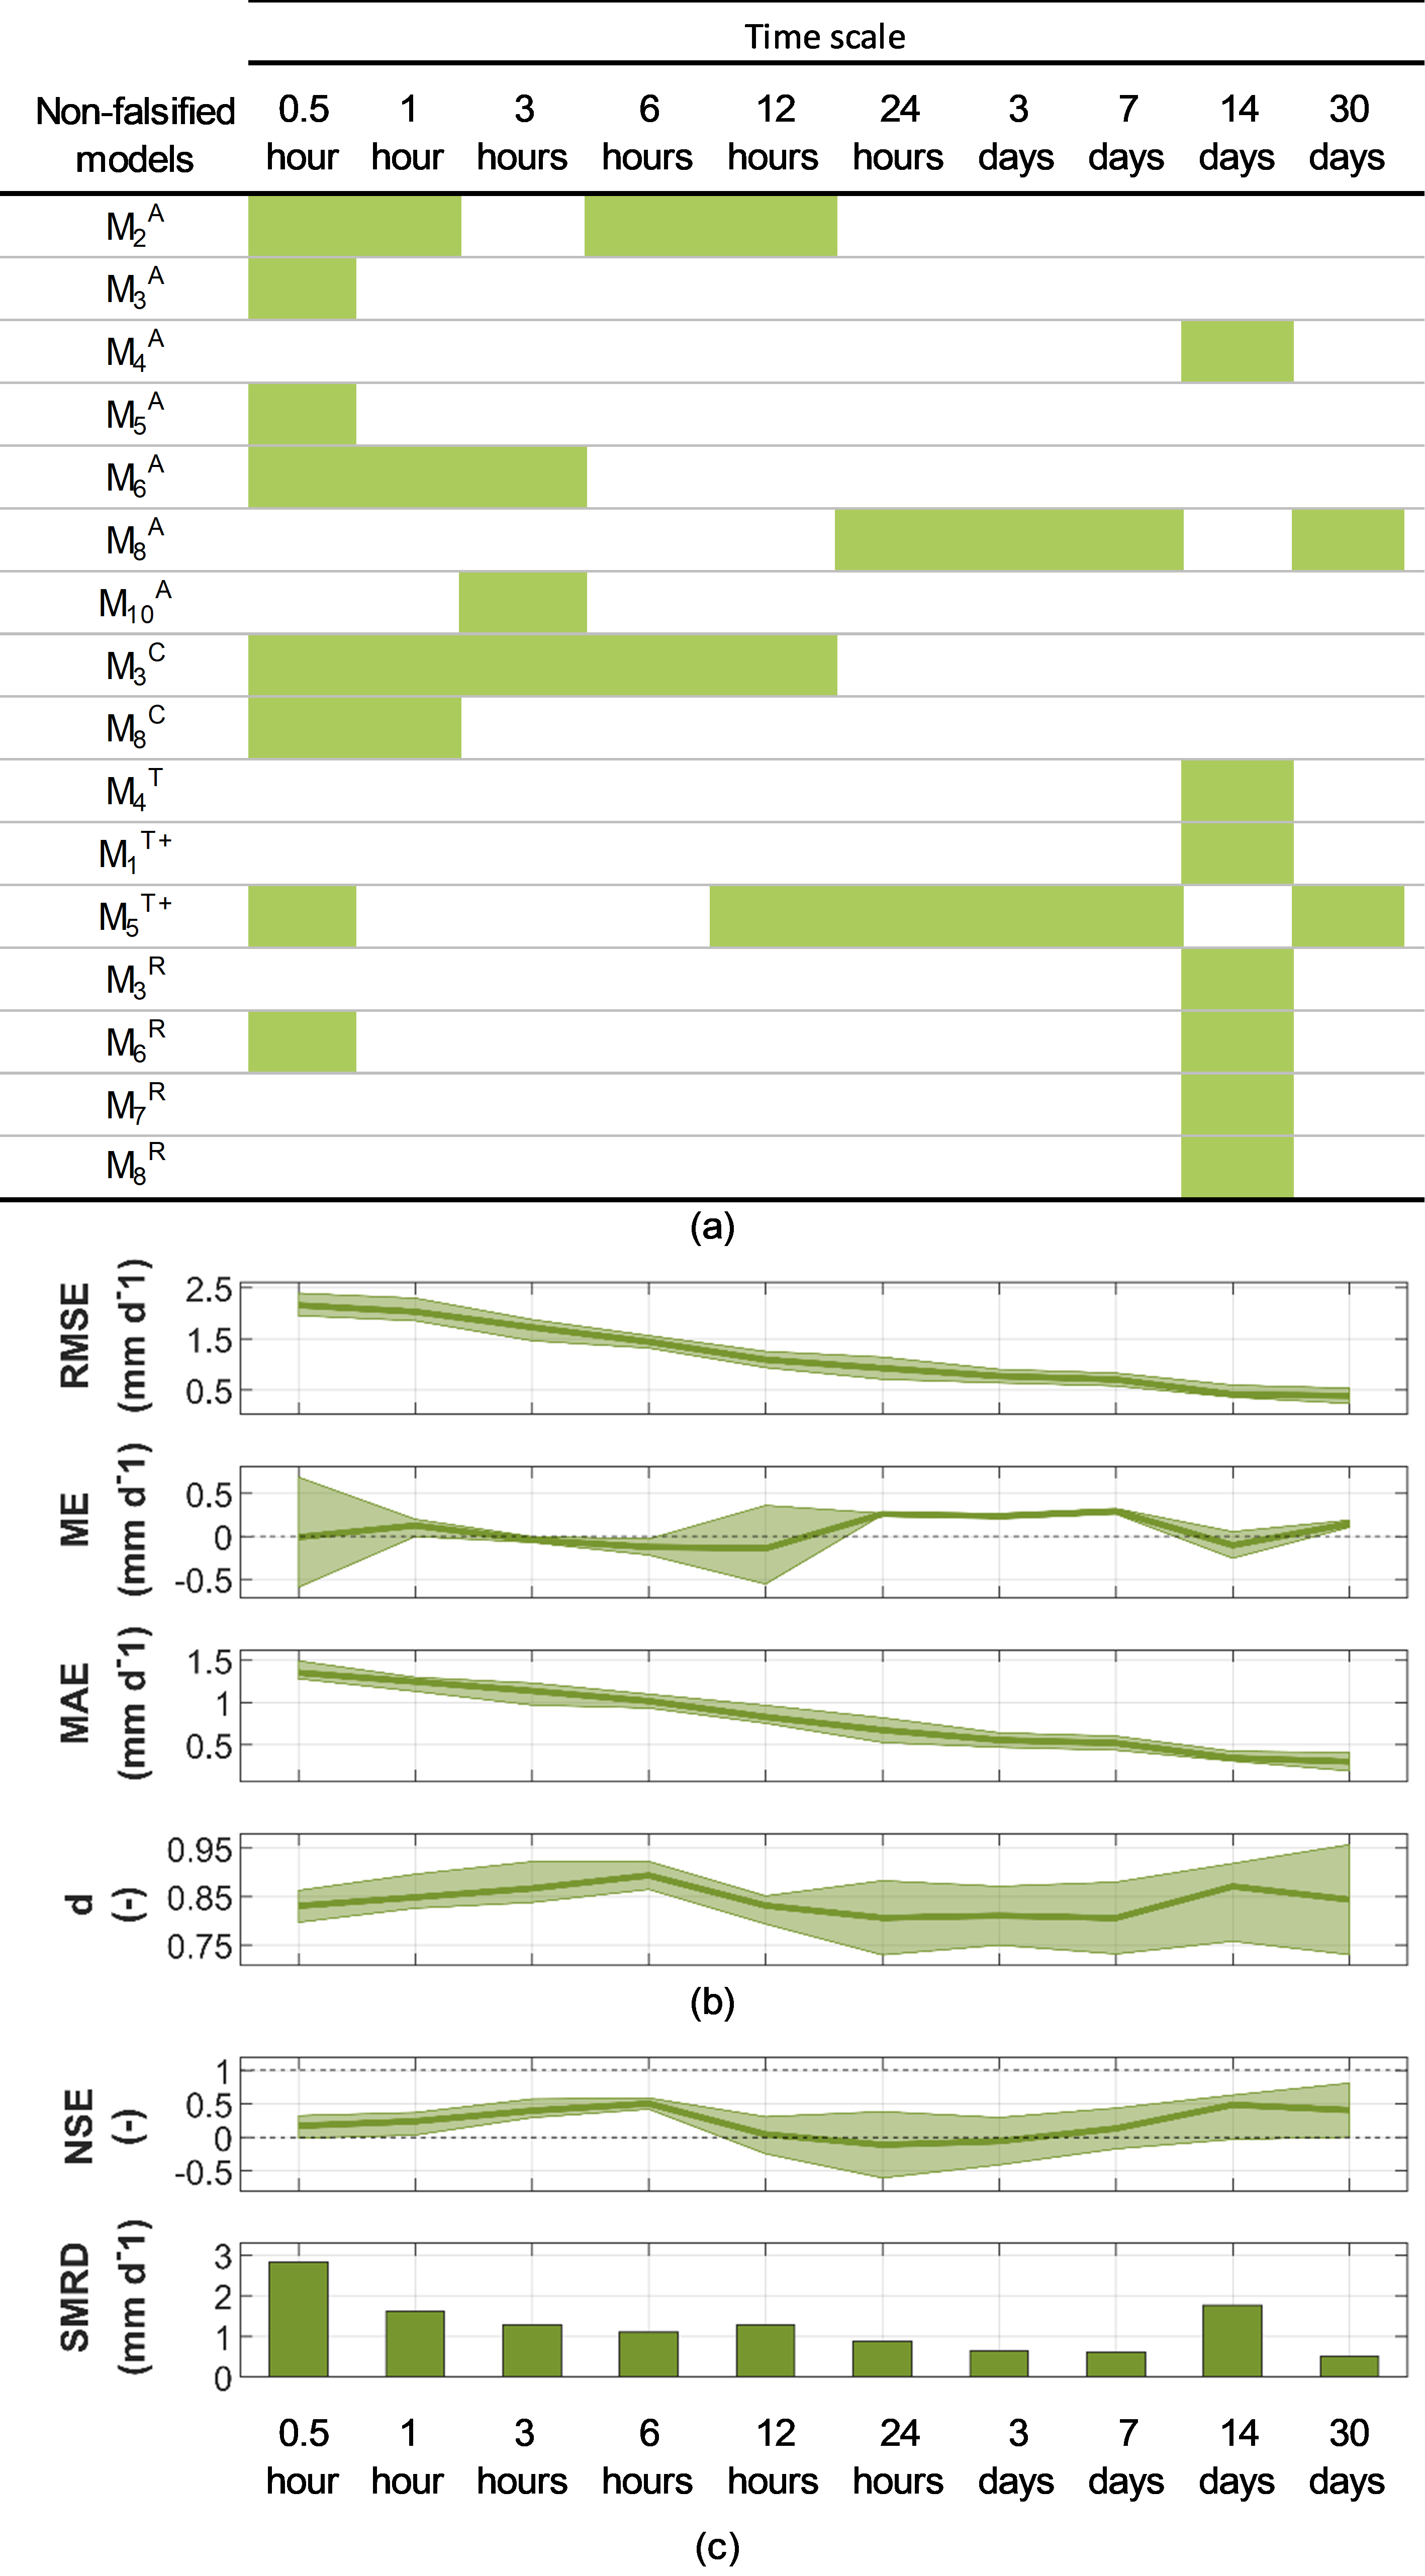 Time scale
Non-falsified models
0.5 1 3 6 12 24 3 7 14 30
hour hour hours hours hours hours days days days days
M2A
M3A
M4A
M5A
M6A
M8A
M10A
M3C
M8C
M4T
M1T+
M5T+
M3R
M6R
M7R
M8R
(a)
RMSE
(mm d-1)
2.5
1.5
0.5
ME
(mm d-1)
0.5
0
-0.5
MAE
(mm d-1)
1.5
1
0.5
d
(-)
0.95
0.85
0.75
(b)
NSE
(-)
1
0.5
0
-0.5
SMRD
(mm d-1)
3
2
1
0
0.5 1 3 6 12 24 3 7 14 30
hour hour hours hours hours hours days days days days
(c)